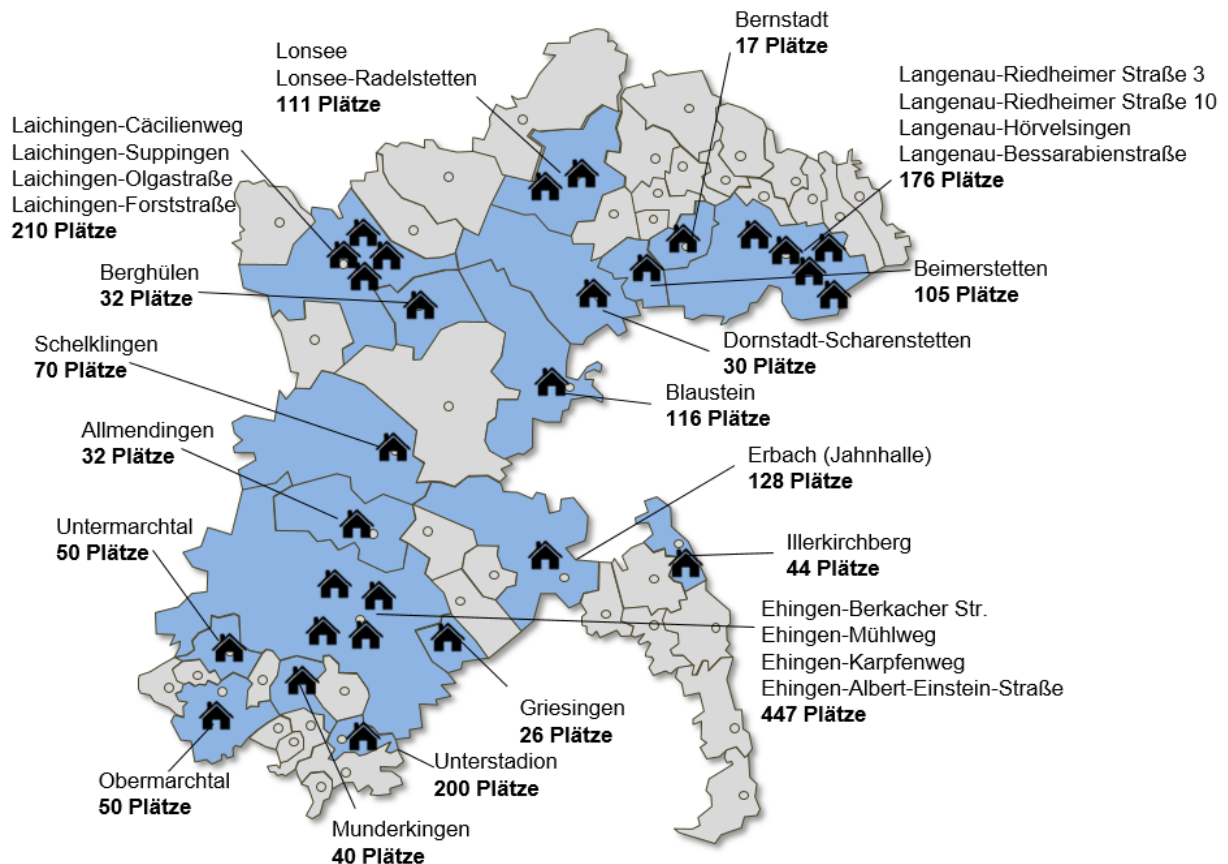 Bernstadt
17 Plätze
Lonsee
Lonsee-Radelstetten
111 Plätze
Langenau-Riedheimer Straße 3
Langenau-Riedheimer Straße 10
Langenau-Hörvelsingen
Langenau-Bessarabienstraße
176 Plätze
Laichingen-Cäcilienweg
Laichingen-Suppingen
Laichingen-Olgastraße
Laichingen-Forststraße
210 Plätze
Berghülen
32 Plätze
Beimerstetten
105 Plätze
Schelklingen
70 Plätze
Dornstadt-Scharenstetten
30 Plätze
Blaustein
116 Plätze
Allmendingen
32 Plätze
Erbach (Jahnhalle)
128 Plätze
Untermarchtal
50 Plätze
Illerkirchberg
44 Plätze
Ehingen-Berkacher Str.
Ehingen-Mühlweg
Ehingen-Karpfenweg
Ehingen-Albert-Einstein-Straße
447 Plätze
Griesingen
26 Plätze
Unterstadion
200 Plätze
Obermarchtal
50 Plätze
Munderkingen
40 Plätze